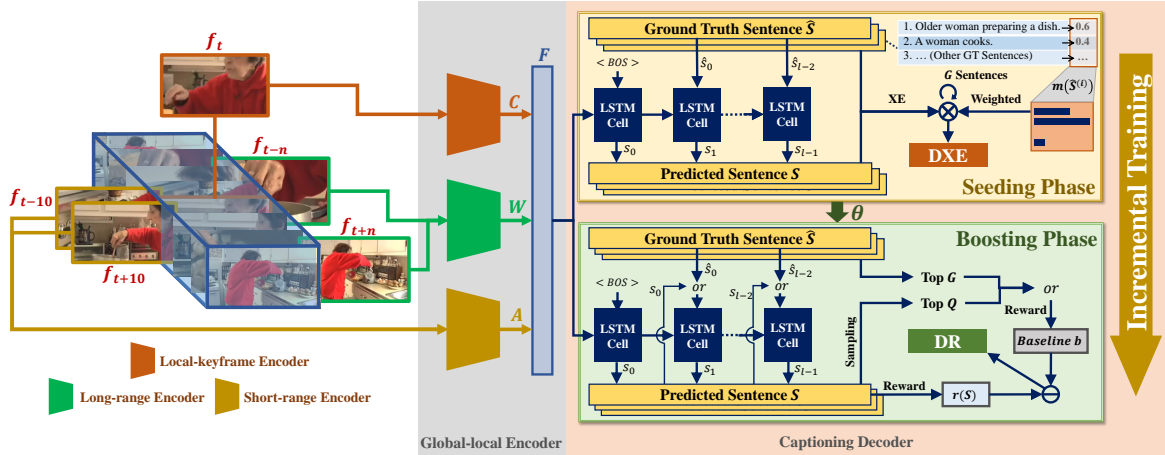 f_t
f_{t-n}
f_{t-10}
f_{t+n}
f_{t+10}
Local-keyframe Encoder
Long-range Encoder
Short-range Encoder
C
W
A
F
Global-local Encoder
Ground Truth Sentence Ŝ
< BOS >
ŝ_0
ŝ_{l-2}
LSTM Cell
LSTM Cell
LSTM Cell
s_0
s_1
s_{l-1}
Predicted Sentence S
1. Older woman preparing a dish.
0.6
2. A woman cooks.
0.4
3. … (Other GT Sentences)
…
G Sentences
m(Ŝ^{(i)})
XE
Weighted
DXE
Seeding Phase
θ
Boosting Phase
Ground Truth Sentence Ŝ
< BOS >
ŝ_0
ŝ_{l-2}
s_0
or
s_{l-2}
or
LSTM Cell
LSTM Cell
LSTM Cell
s_0
s_1
s_{l-1}
Predicted Sentence S
Sampling
Top G
Top Q
or
Reward
Baseline b
DR
Reward
r(S)
Captioning Decoder
Incremental Training